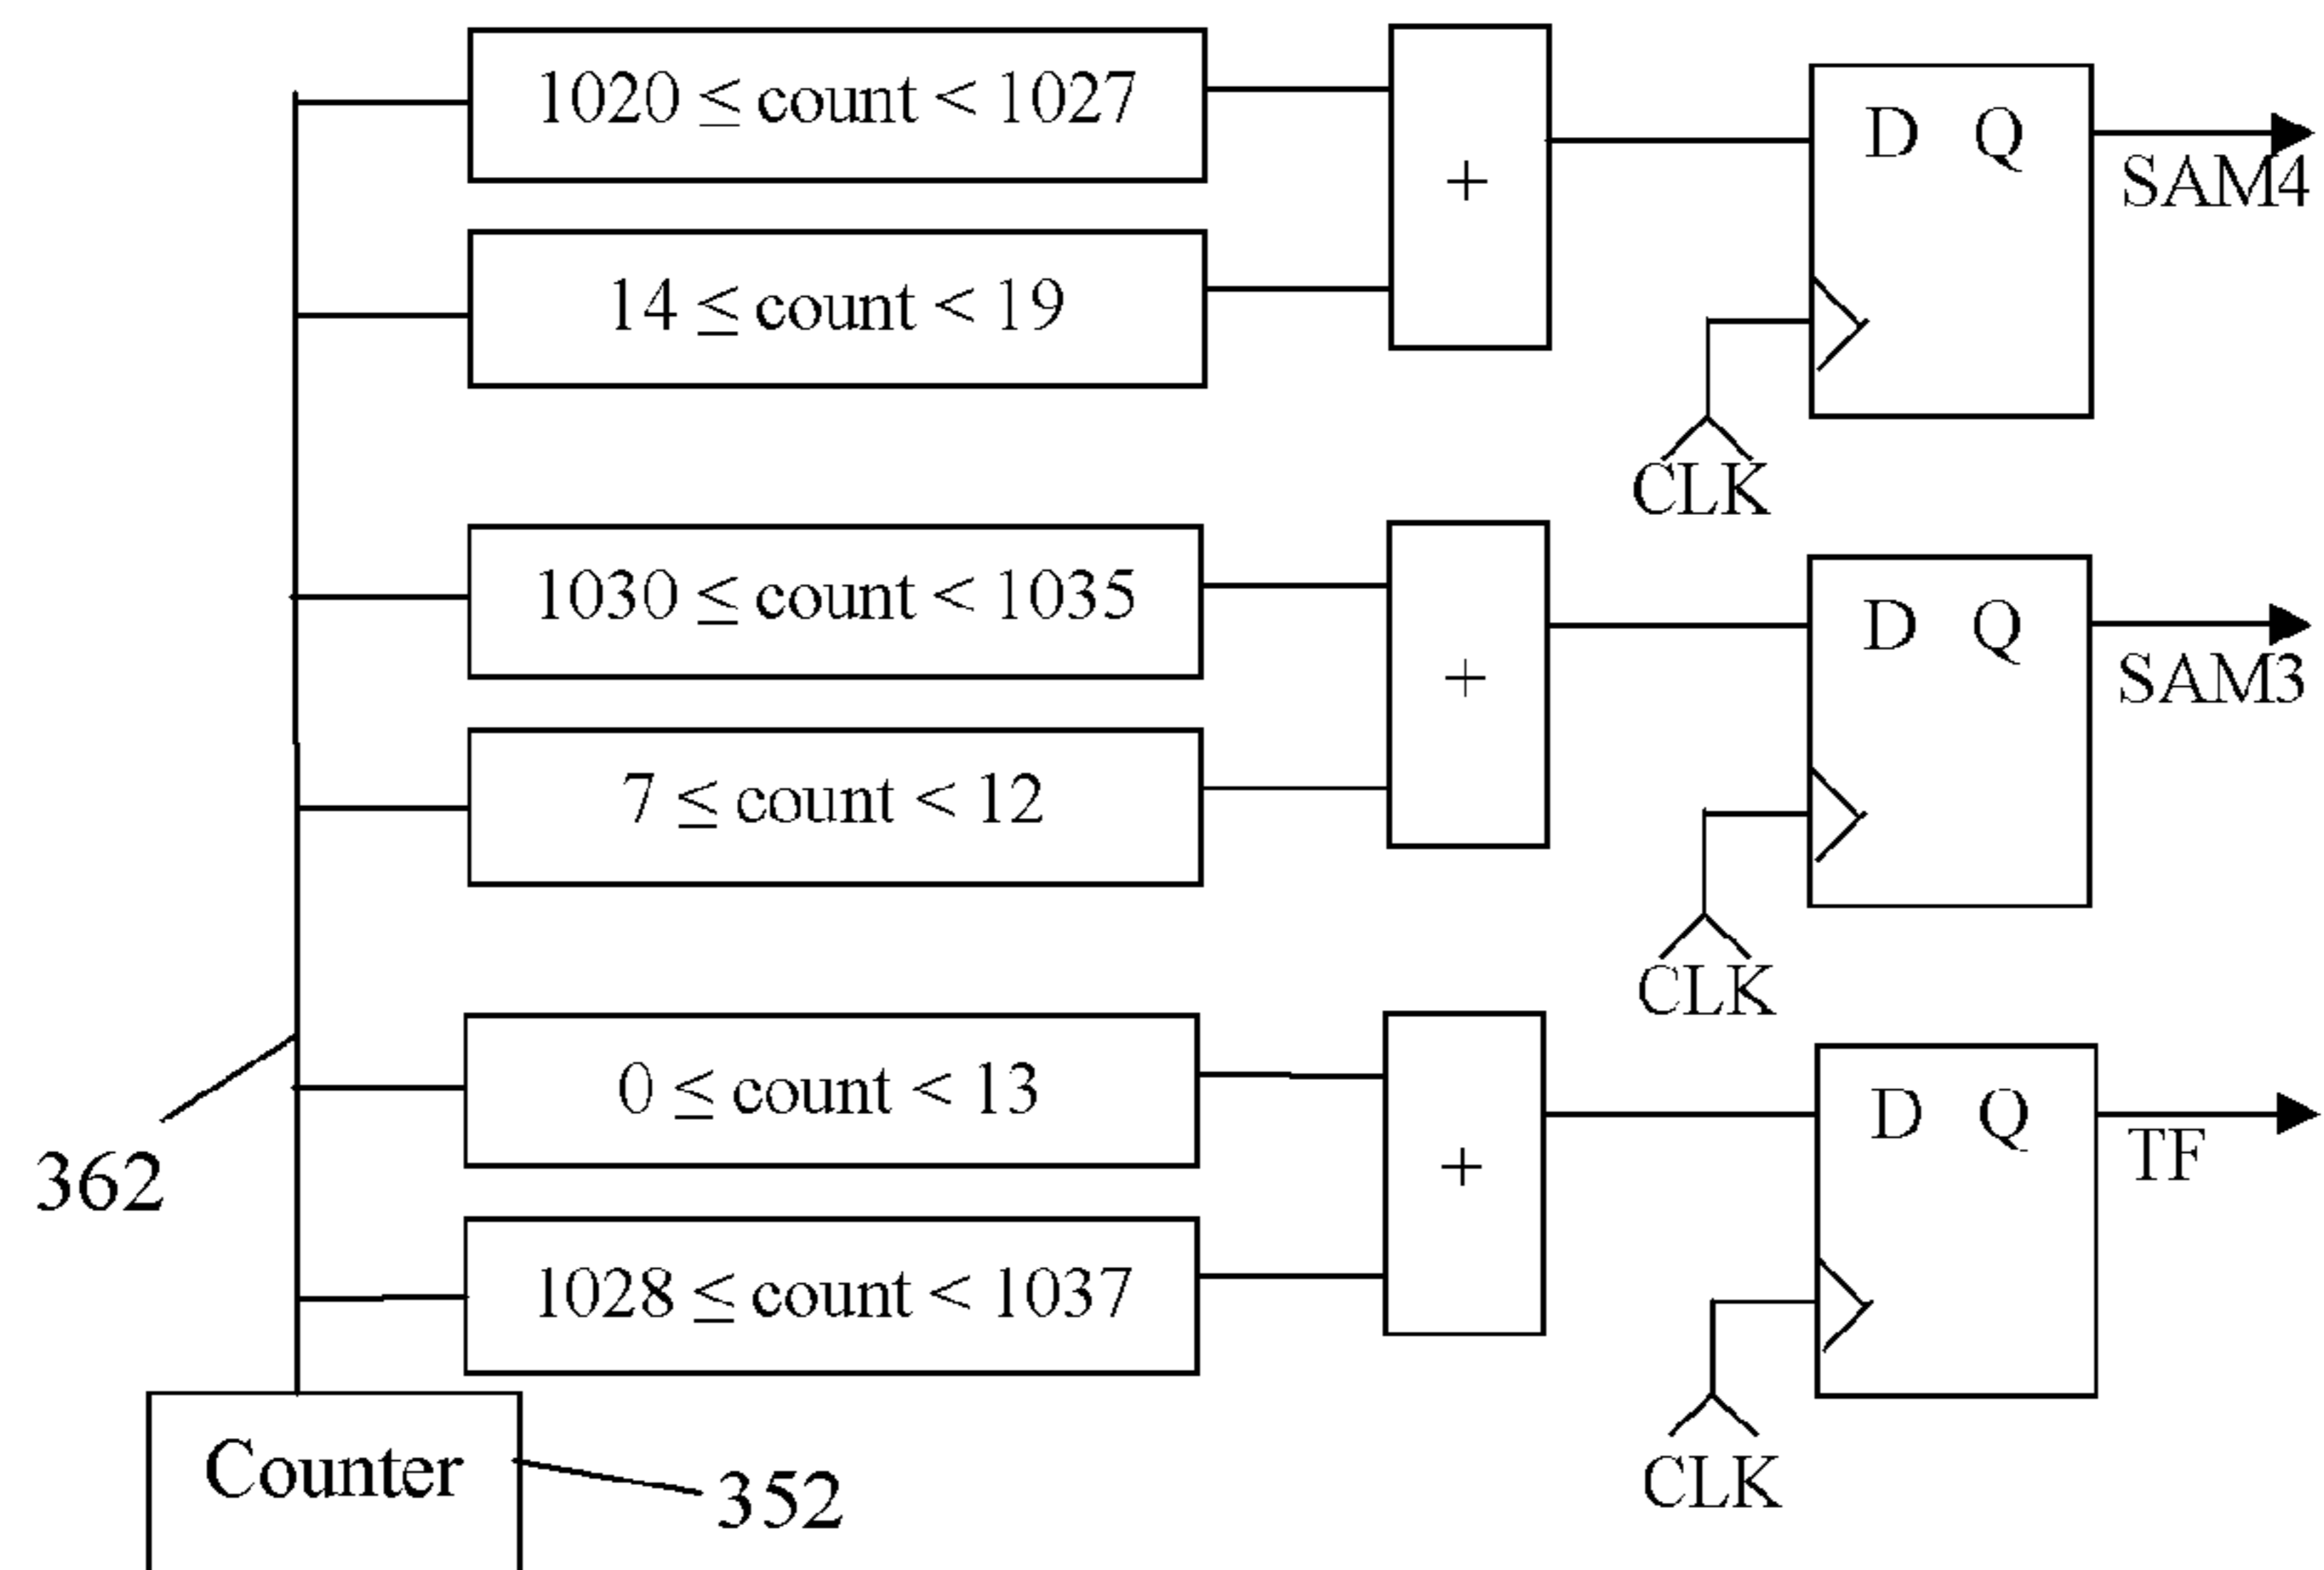 1020 ≤ count < 1027
+
D Q
SAM4
14 ≤ count < 19
CLK
1030 ≤ count < 1035
+
D Q
SAM3
7 ≤ count < 12
CLK
0 ≤ count < 13
+
D Q
TF
362
1028 ≤ count < 1037
CLK
Counter
352